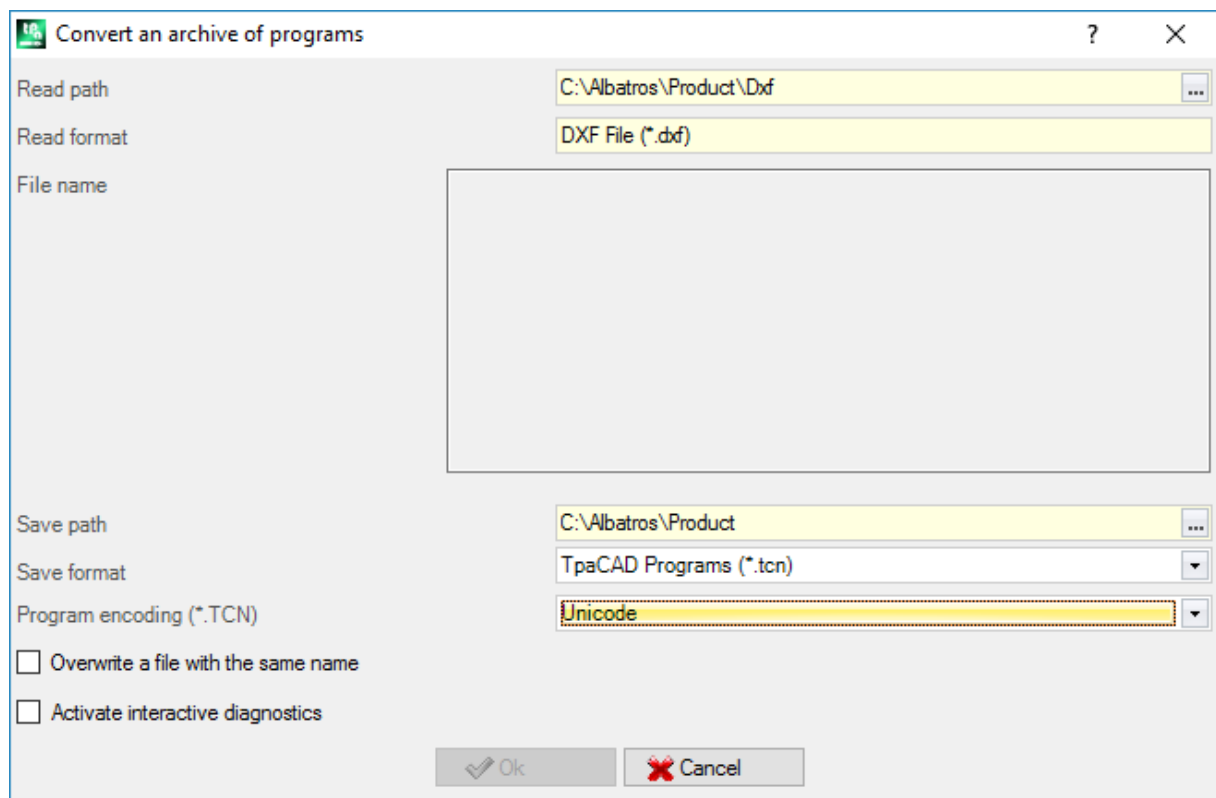 Convert an archive of programs ?
Read path C:\Albatros\Product\Dxf ...
Read format DXF File (*.dxf)
File name
Save path C:\Albatros\Product ...
Save format TpaCAD Programs (*.tcn)
Program encoding (*.TCN) Unicode
Overwrite a file with the same name
Activate interactive diagnostics
Ok Cancel